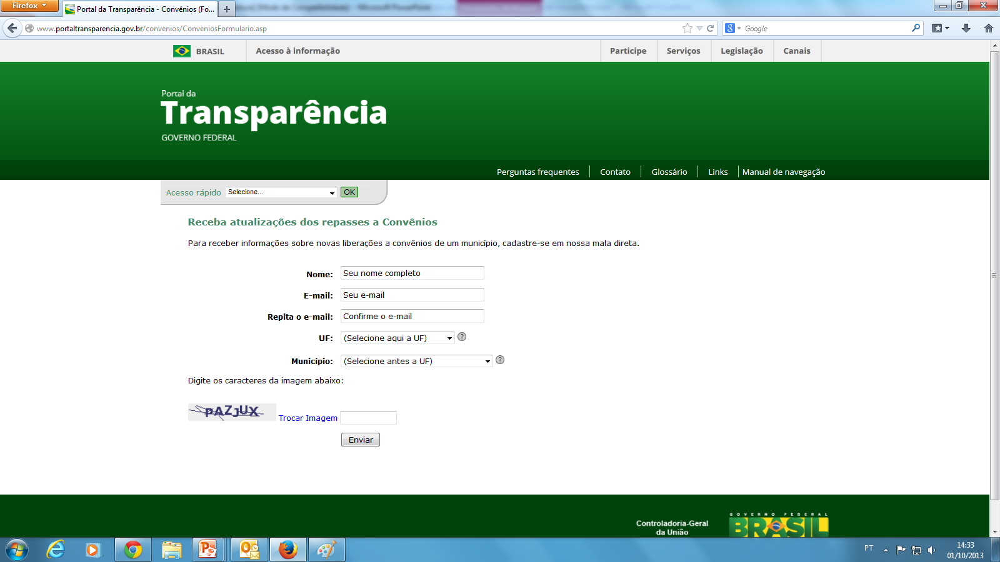 Firefox
Portal da Transparência - Convênios (Fo...
www.portaltransparencia.gov.br/convenios/ConveniosFormulario.asp
Google
BRASIL
Acesso à informação
Participe
Serviços
Legislação
Canais
Portal da
Transparência
GOVERNO FEDERAL
Perguntas frequentes
Contato
Glossário
Links
Manual de navegação
Acesso rápido
Selecione...
OK
Receba atualizações dos repasses a Convênios
Para receber informações sobre novas liberações a convênios de um município, cadastre-se em nossa mala direta.
Nome: Seu nome completo
E-mail: Seu e-mail
Repita o e-mail: Confirme o e-mail
UF: (Selecione aqui a UF) ?
Município: (Selecione antes a UF) ?
Digite os caracteres da imagem abaixo:
PAZJUX Trocar Imagem
Enviar
Controladoria-Geral
da União
GOVERNO FEDERAL
BRASIL
PT
14:33
01/10/2013